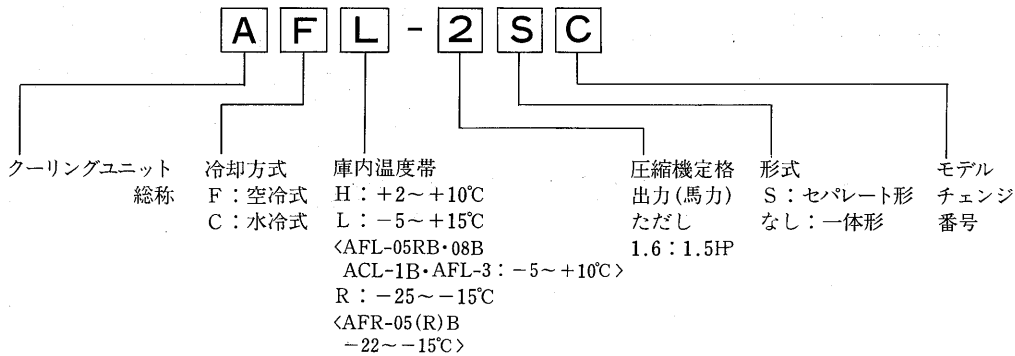 AFL-2SC
クーリングユニット
総称
冷却方式
F：空冷式
C：水冷式
庫内温度帯
H：+2～+10℃
L：-5～+15℃
〈AFL-05RB・08B
ACL-1B・AFL-3：-5～+10℃〉
R：-25～-15℃
〈AFR-05(R)B
-22～-15℃〉
圧縮機定格
出力(馬力)
ただし
1.6：1.5HP
形式
S：セパレート形
なし：一体形
モデル
チェンジ
番号